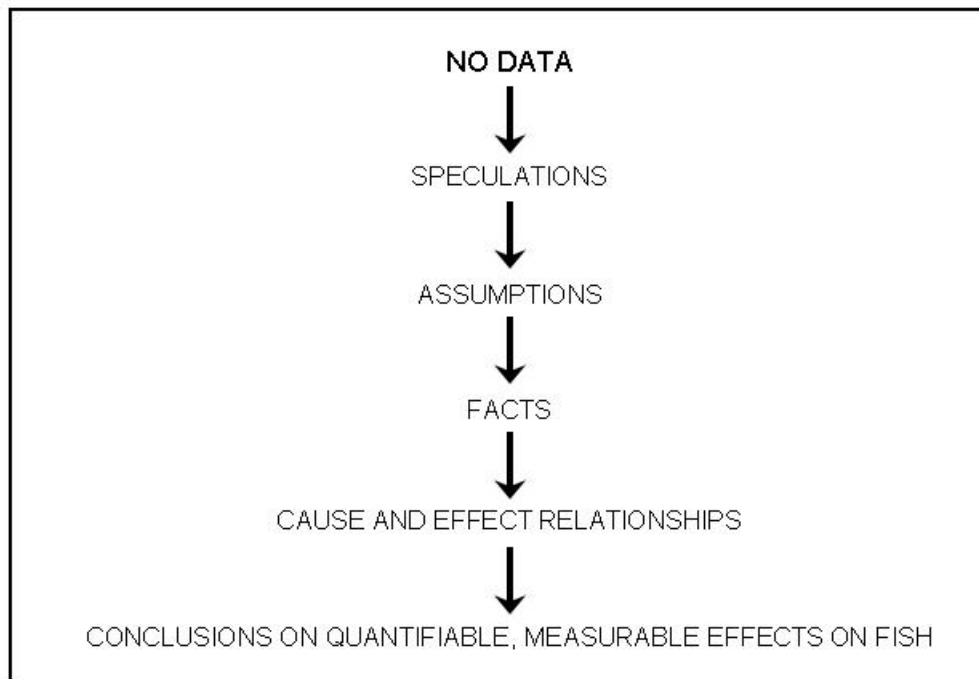 NO DATA
SPECULATIONS
ASSUMPTIONS
FACTS
CAUSE AND EFFECT RELATIONSHIPS
CONCLUSIONS ON QUANTIFIABLE, MEASURABLE EFFECTS ON FISH